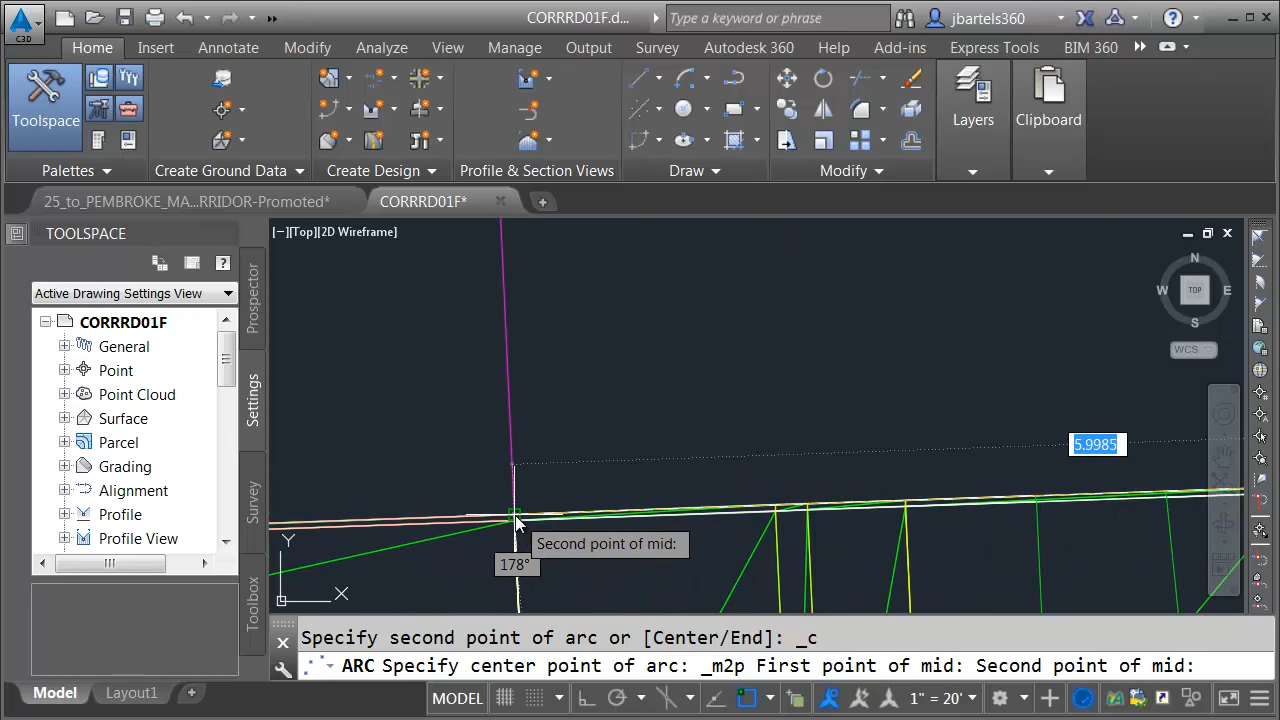 CORRRD01F.d...
Type a keyword or phrase
jbartels360
C3D
Home Insert Annotate Modify Analyze View Manage Output Survey Autodesk 360 Help Add-ins Express Tools BIM 360
Toolspace
Layers
Clipboard
Palettes
Create Ground Data
Create Design
Profile & Section Views
Draw
Modify
25_to_PEMBROKE_MA...RRIDOR-Promoted*
CORRRD01F*
TOOLSPACE
Active Drawing Settings View
CORRRD01F
General
Point
Point Cloud
Surface
Parcel
Grading
Alignment
Profile
Profile View
Prospector
Settings
Survey
Toolbox
[−][Top][2D Wireframe]
N
W
TOP
E
S
WCS
5.9985
Second point of mid:
178°
Y
X
Specify second point of arc or [Center/End]: _c
ARC Specify center point of arc: _m2p First point of mid: Second point of mid:
Model
Layout1
MODEL
1" = 20'